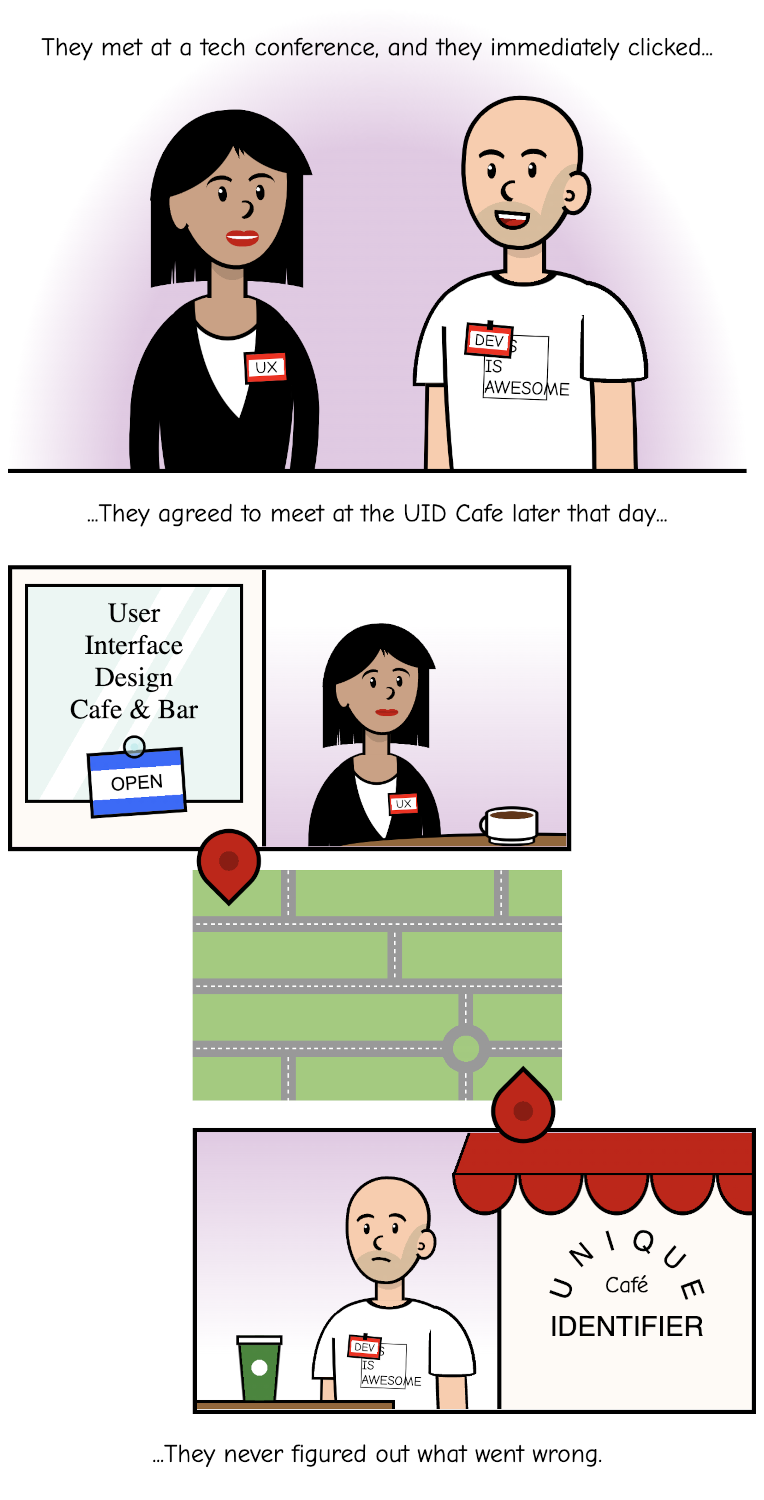 They met at a tech conference, and they immediately clicked...
UX
DEV
S
IS
AWESOME
...They agreed to meet at the UID Cafe later that day...
User
Interface
Design
Cafe & Bar
OPEN
UX
UNIQUE
Café
IDENTIFIER
DEV
S
IS
AWESOME
...They never figured out what went wrong.